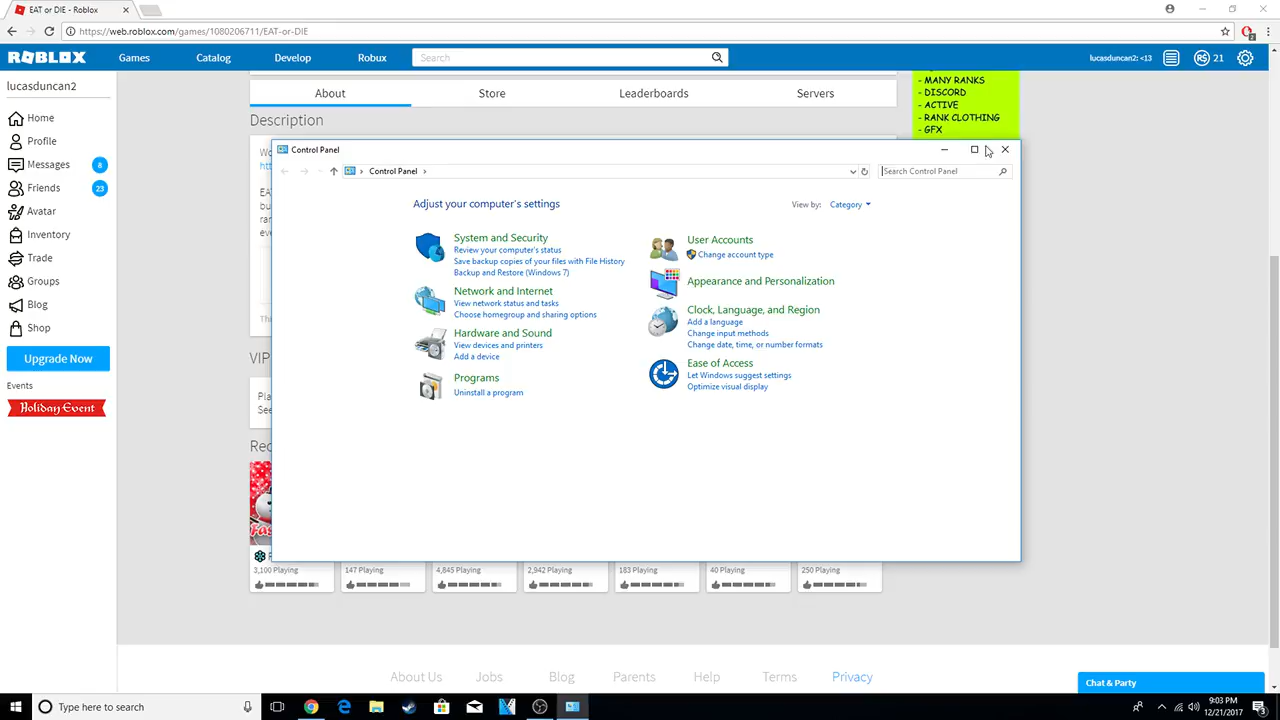 EAT or DIE - Roblox
https://web.roblox.com/games/1080206711/EAT-or-DIE
ROBLOX
Games
Catalog
Develop
Robux
Search
lucasduncan2: <13
21
lucasduncan2
Home
Profile
Messages
8
Friends
23
Avatar
Inventory
Trade
Groups
Blog
Shop
Upgrade Now
Events
Holiday Event
About
Store
Leaderboards
Servers
- MANY RANKS
- DISCORD
- ACTIVE
- RANK CLOTHING
- GFX
Description
Control Panel
Control Panel
Search Control Panel
Adjust your computer's settings
View by:
Category
System and Security
Review your computer's status
Save backup copies of your files with File History
Backup and Restore (Windows 7)
Network and Internet
View network status and tasks
Choose homegroup and sharing options
Hardware and Sound
View devices and printers
Add a device
Programs
Uninstall a program
User Accounts
Change account type
Appearance and Personalization
Clock, Language, and Region
Add a language
Change input methods
Change date, time, or number formats
Ease of Access
Let Windows suggest settings
Optimize visual display
VIP
See
3,100 Playing
147 Playing
4,845 Playing
2,942 Playing
183 Playing
40 Playing
250 Playing
About Us
Jobs
Blog
Parents
Help
Terms
Privacy
Chat & Party
Type here to search
9:03 PM
12/21/2017